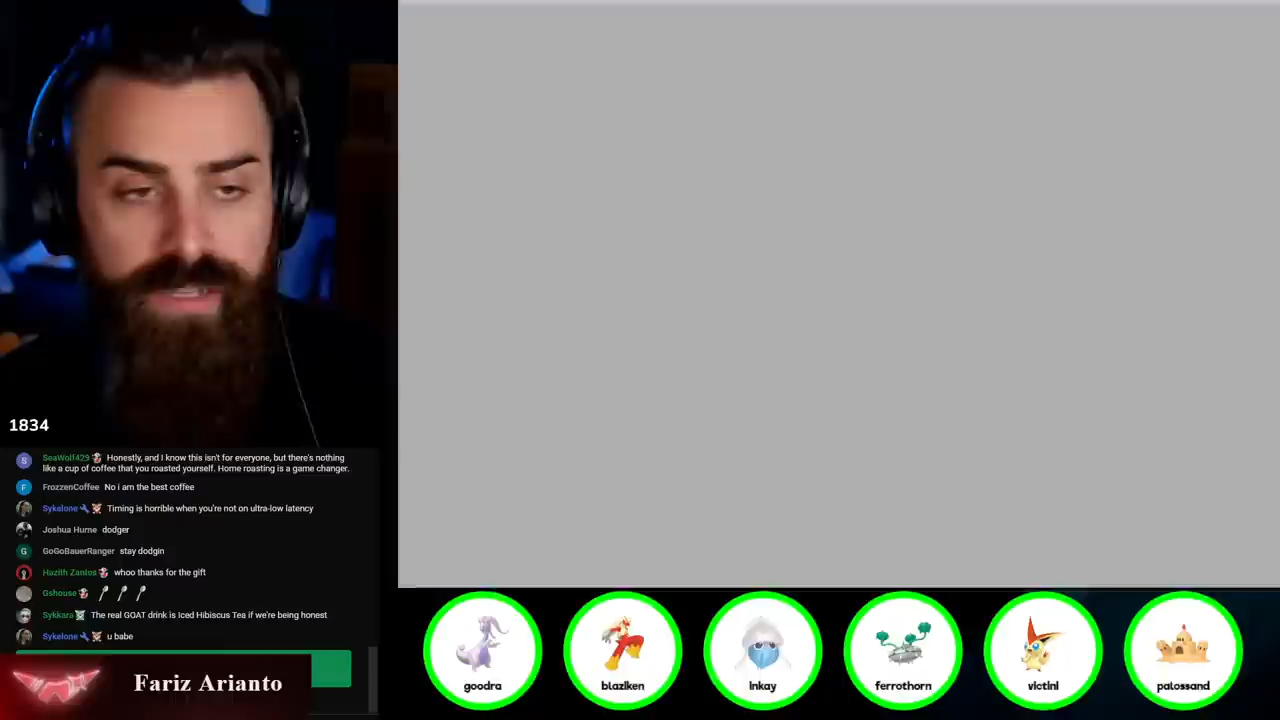 1834
S SeaWolf429 Honestly, and I know this isn't for everyone, but there's nothing
like a cup of coffee that you roasted yourself. Home roasting is a game changer.
F FrozzenCoffee No i am the best coffee
Sykelone Timing is horrible when you're not on ultra-low latency
Joshua Hume dodger
G GoGoBauerRanger stay dodgin
Hazith Zantos whoo thanks for the gift
Gshouse
Sykkara The real GOAT drink is Iced Hibiscus Tea if we're being honest
Sykelone u babe
Fariz Arianto
goodra blaziken inkay ferrothorn victini palossand